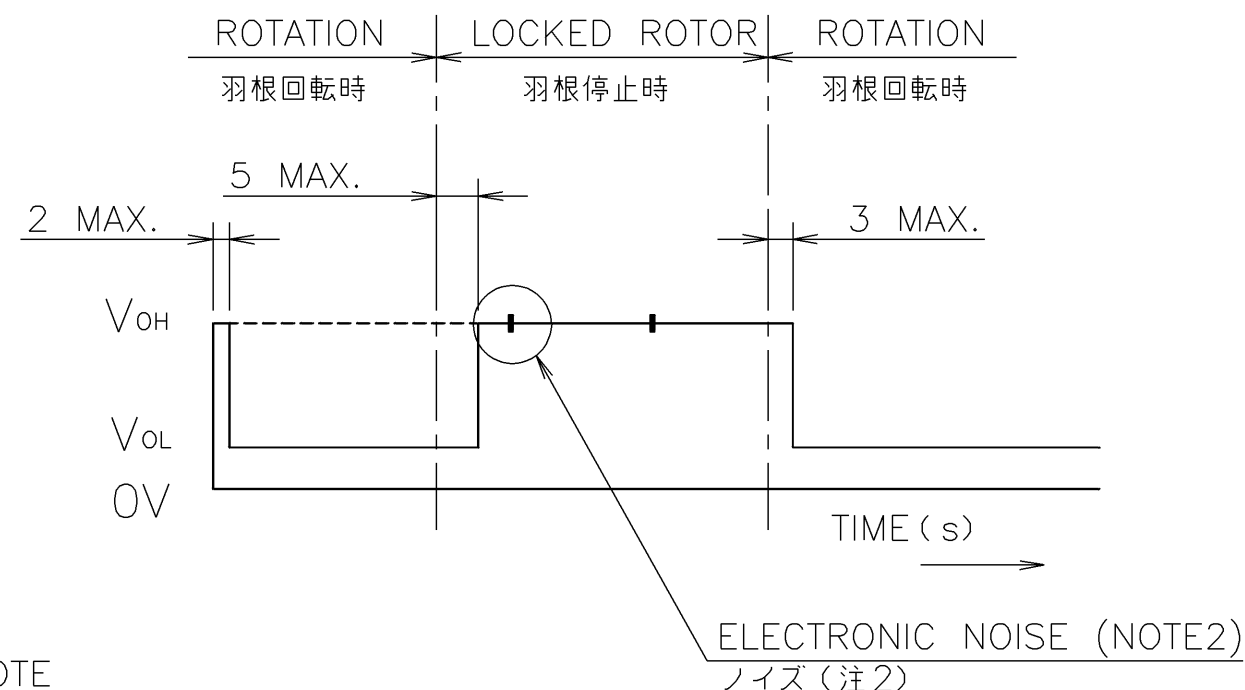 ROTATION LOCKED ROTOR ROTATION
羽根回転時 羽根停止時 羽根回転時
5 MAX.
2 MAX. 3 MAX.
VOH
VOL
0V
TIME(s)
ELECTRONIC NOISE (NOTE2)
ノイズ(注2)
OTE